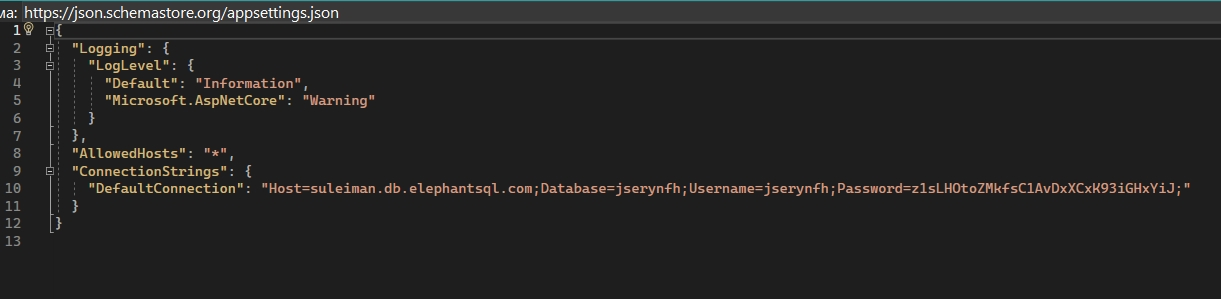 ма: https://json.schemastore.org/appsettings.json
1 {
2 "Logging": {
3 "LogLevel": {
4 "Default": "Information",
5 "Microsoft.AspNetCore": "Warning"
6 }
7 },
8 "AllowedHosts": "*",
9 "ConnectionStrings": {
10 "DefaultConnection": "Host=suleiman.db.elephantsql.com;Database=jserynfh;Username=jserynfh;Password=z1sLHOtoZMkfsC1AvDxXCxK93iGHxYiJ;"
11 }
12 }
13